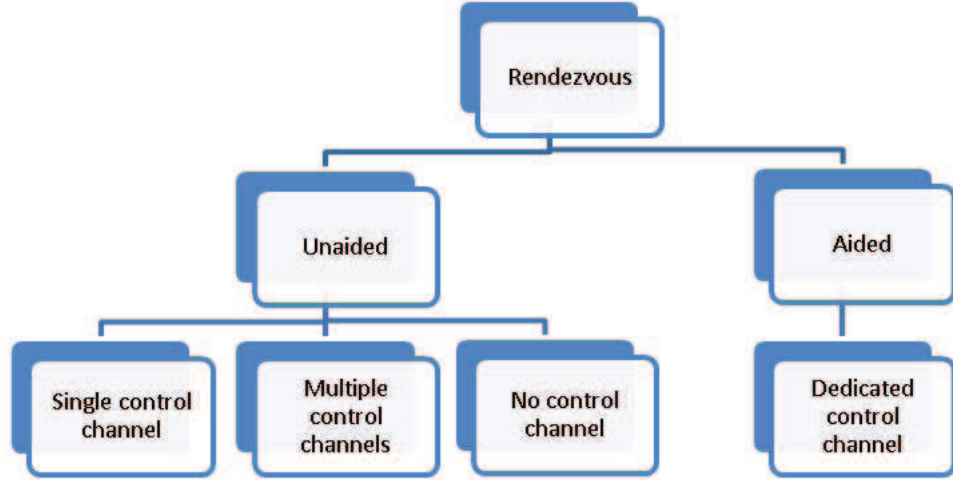 Rendezvous
Unaided
Aided
Single control
channel
Multiple
control
channels
No control
channel
Dedicated
control
channel